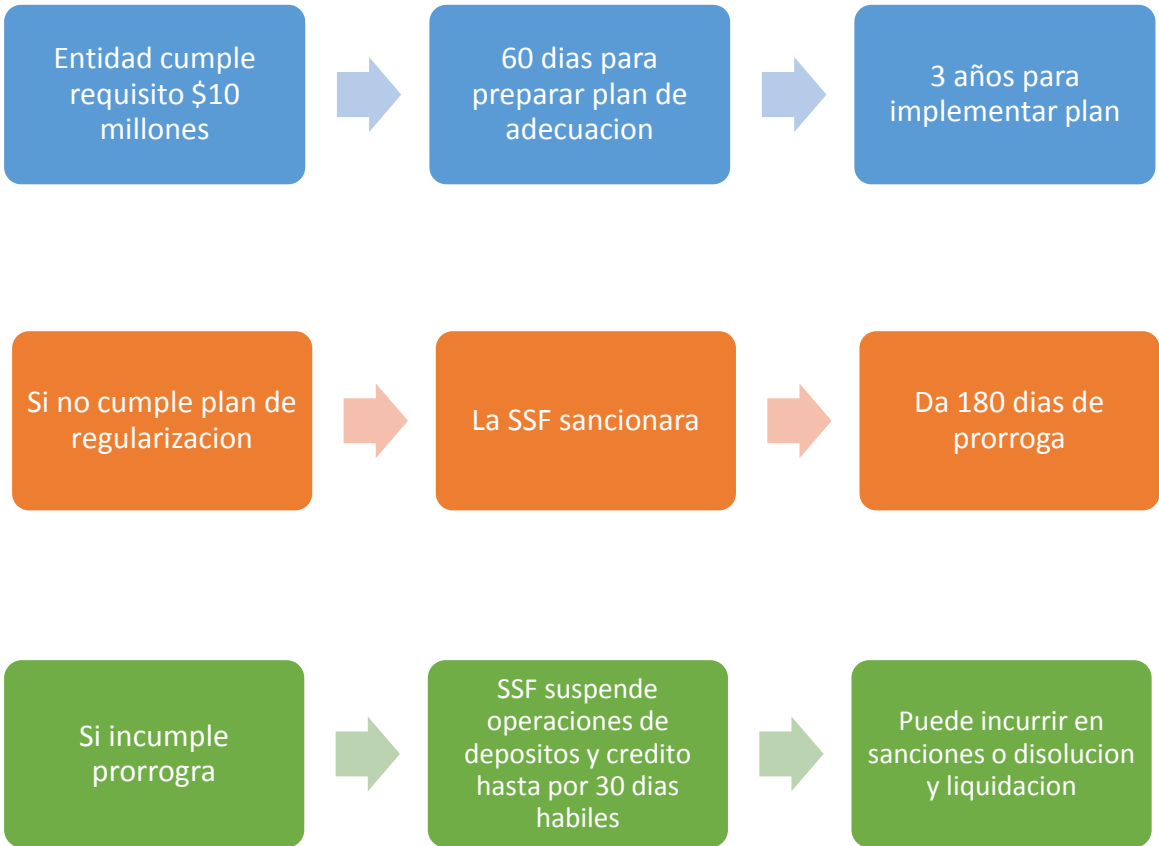 Entidad cumple
requisito $10
millones
60 dias para
preparar plan de
adecuacion
3 años para
implementar plan
Si no cumple plan de
regularizacion
La SSF sancionara
Da 180 dias de
prorroga
Si incumple
prorrogra
SSF suspende
operaciones de
depositos y credito
hasta por 30 dias
habiles
Puede incurrir en
sanciones o disolucion
y liquidacion